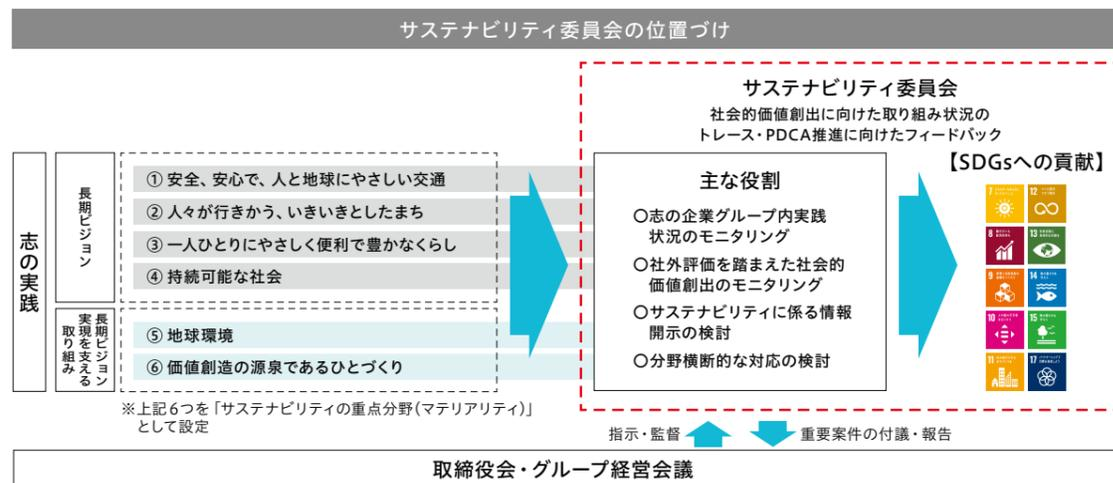 サステナビリティ委員会の位置づけ
サステナビリティ委員会
社会的価値創出に向けた取り組み状況の
トレース・PDCA推進に向けたフィードバック
志の実践
長期ビジョン
① 安全、安心で、人と地球にやさしい交通
② 人々が行きかう、いきいきとしたまち
③ 一人ひとりにやさしく便利で豊かなくらし
④ 持続可能な社会
長期ビジョン
実現を支える
取り組み
⑤ 地球環境
⑥ 価値創造の源泉であるひとづくり
※上記6つを「サステナビリティの重点分野(マテリアリティ)」
として設定
主な役割
〇志の企業グループ内実践
状況のモニタリング
〇社外評価を踏まえた社会的
価値創出のモニタリング
〇サステナビリティに係る情報
開示の検討
〇分野横断的な対応の検討
【SDGsへの貢献】
7
12
8
13
9
14
10
15
11
17
指示・監督
重要案件の付議・報告
取締役会・グループ経営会議